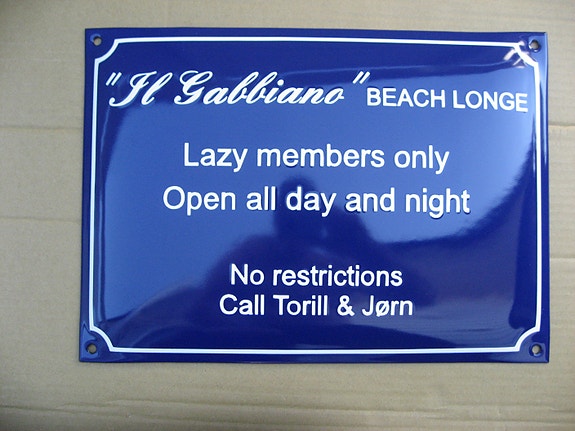 "Il Gabbiano" BEACH LONGE
Lazy members only
Open all day and night
No restrictions
Call Torill & Jørn